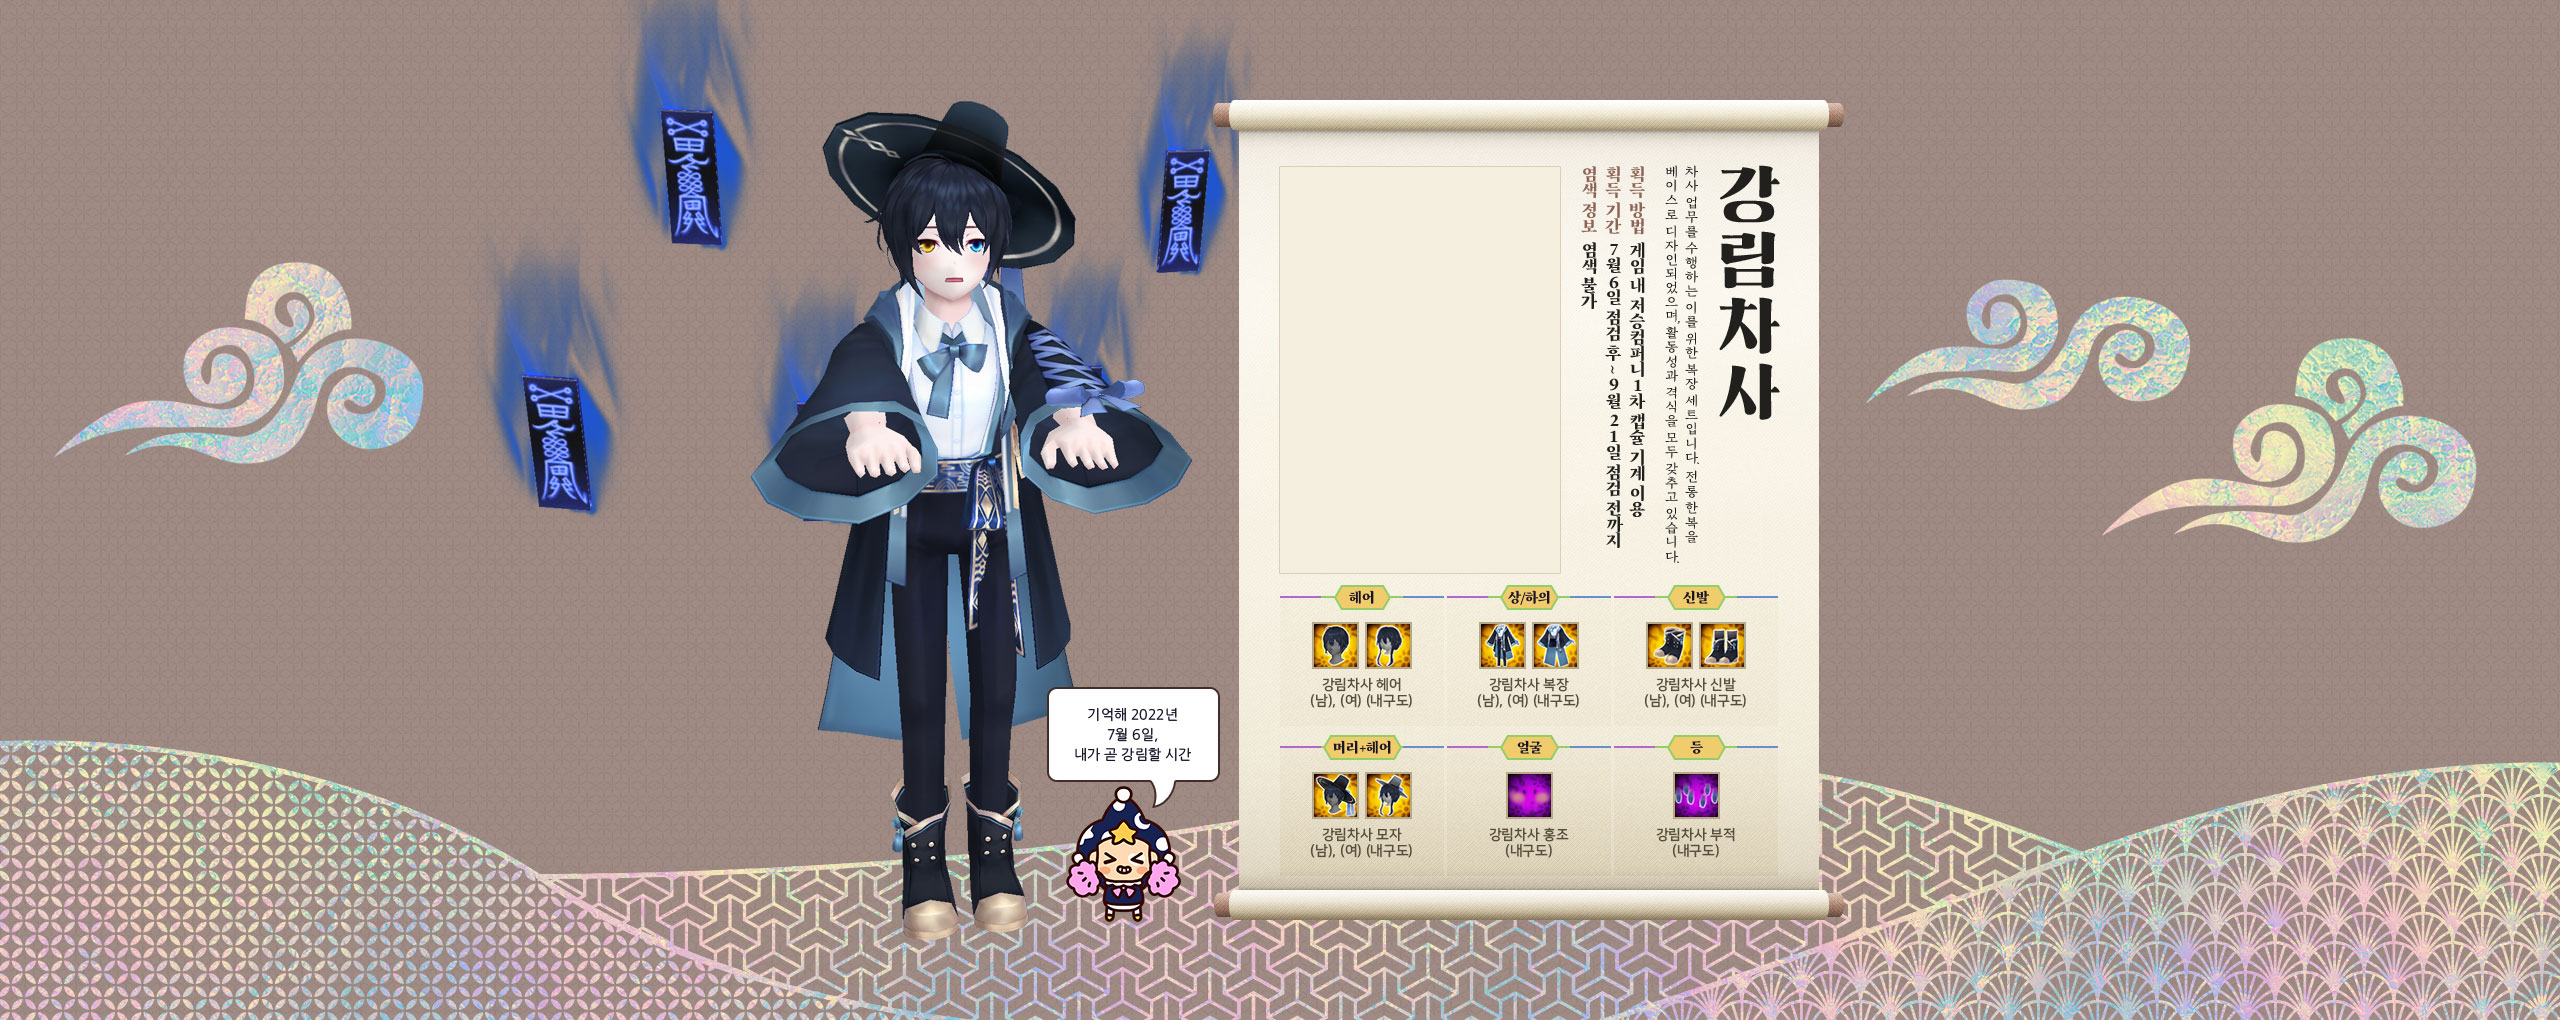 강림차사
차사 업무를 수행하는 이를 위한 복장 세트입니다. 전통 한복을
베이스로 디자인되었으며, 활동성과 격식을 모두 갖추고 있습니다.
획득 방법 게임 내 저승컴퍼니 1차 캡슐 기계 이용
획득 기간 7월 6일 점검 후 ~ 9월 21일 점검 전까지
염색 정보 염색 불가
헤어
강림차사 헤어
(남), (여) (내구도)
상/하의
강림차사 복장
(남), (여) (내구도)
신발
강림차사 신발
(남), (여) (내구도)
머리+헤어
강림차사 모자
(남), (여) (내구도)
얼굴
강림차사 홍조
(내구도)
등
강림차사 부적
(내구도)
기억해 2022년
7월 6일,
내가 곧 강림할 시간